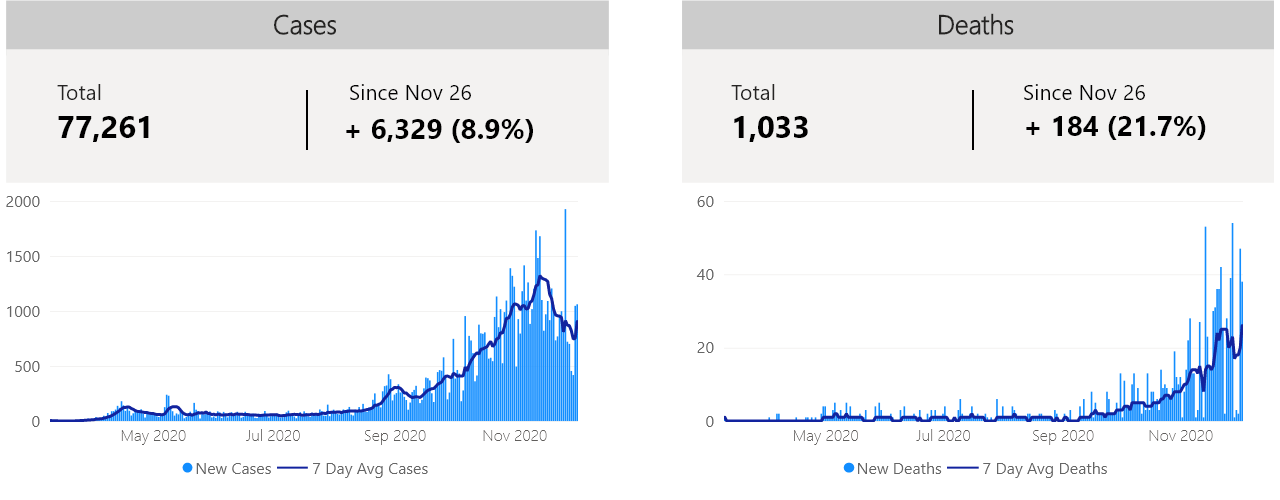 Cases
Total
77,261
Since Nov 26
+ 6,329 (8.9%)
2000
1500
1000
500
0
May 2020
Jul 2020
Sep 2020
Nov 2020
New Cases
7 Day Avg Cases
Deaths
Total
1,033
Since Nov 26
+ 184 (21.7%)
60
40
20
0
May 2020
Jul 2020
Sep 2020
Nov 2020
New Deaths
7 Day Avg Deaths